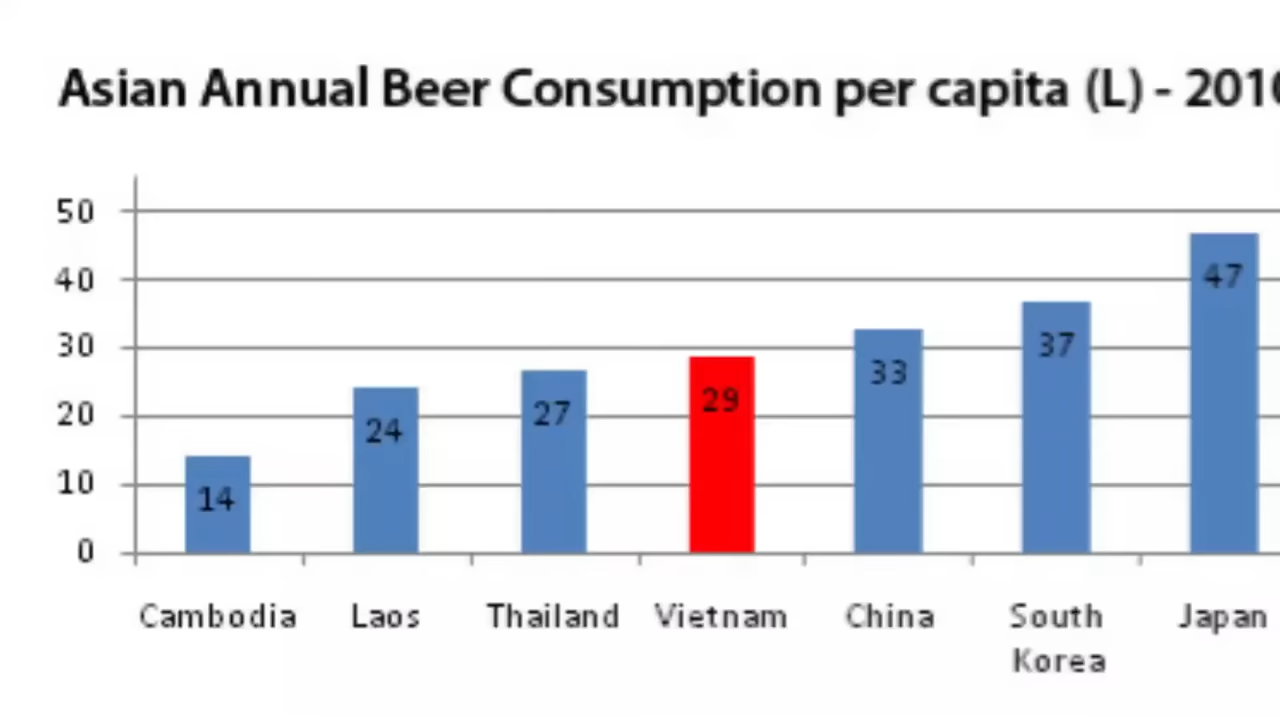 Asian Annual Beer Consumption per capita (L) - 2010
50
40
30
20
10
0
14
24
27
29
33
37
47
Cambodia
Laos
Thailand
Vietnam
China
South
Korea
Japan